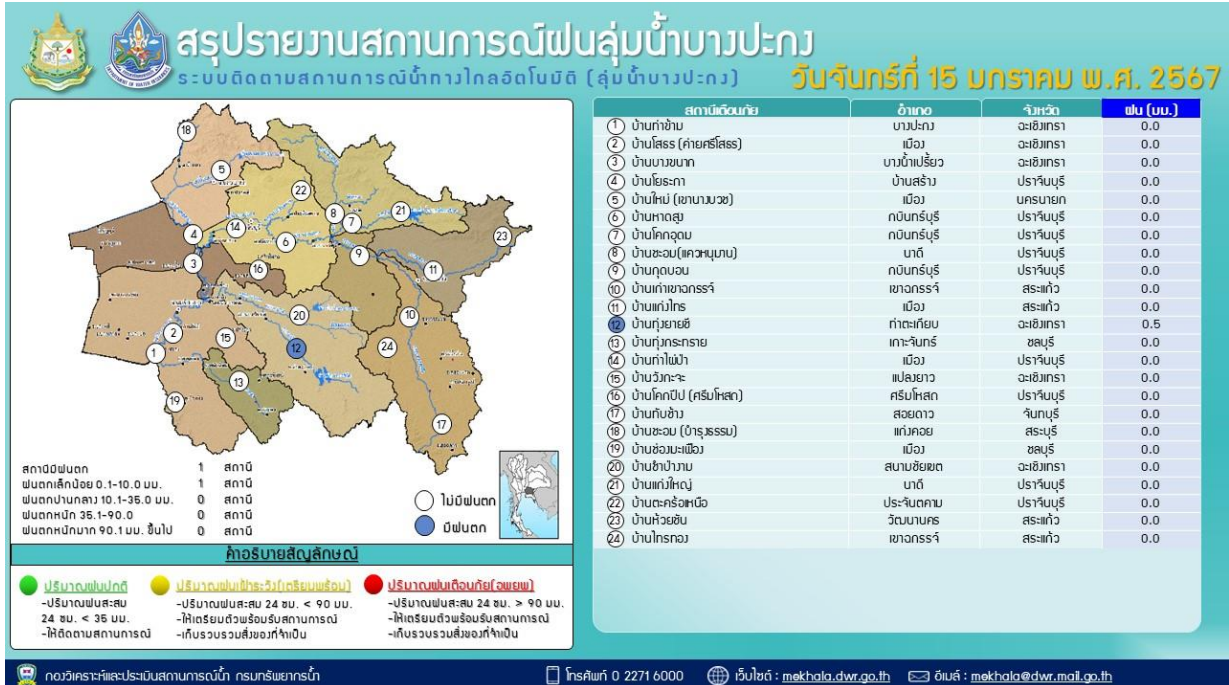 สรุปรายงานสถานการณ์ฝนลุ่มน้ำบางปะกง
ระบบติดตามสถานการณ์น้ำทางไกลอัตโนมัติ (ลุ่มน้ำบางปะกง)
วันจันทร์ที่ 15 มกราคม พ.ศ. 2567
สถานีเตือนภัย อำเภอ จังหวัด ฝน (มม.)
1 บ้านท่าข้าม บางปะกง ฉะเชิงเทรา 0.0
2 บ้านโสธร (ค่ายศรีโสธร) เมือง ฉะเชิงเทรา 0.0
3 บ้านบางขนาก บางน้ำเปรี้ยว ฉะเชิงเทรา 0.0
4 บ้านโยธะกา บ้านสร้าง ปราจีนบุรี 0.0
5 บ้านใหม่ (เขานางบวช) เมือง นครนายก 0.0
6 บ้านหาดสูง กบินทร์บุรี ปราจีนบุรี 0.0
7 บ้านโคกอุดม กบินทร์บุรี ปราจีนบุรี 0.0
8 บ้านซะอม(แควหนุมาน) นาดี ปราจีนบุรี 0.0
9 บ้านกุดบอน กบินทร์บุรี ปราจีนบุรี 0.0
10 บ้านเก่าเขาฉกรรจ์ เขาฉกรรจ์ สระแก้ว 0.0
11 บ้านแก่งไทร เมือง สระแก้ว 0.0
12 บ้านทุ่งยายชี ท่าตะเกียบ ฉะเชิงเทรา 0.5
13 บ้านทุ่งกระทราย เกาะจันทร์ ชลบุรี 0.0
14 บ้านท่าไผ่ป่า เมือง ปราจีนบุรี 0.0
15 บ้านวังกะจะ แปลงยาว ฉะเชิงเทรา 0.0
16 บ้านโคกปีป (ศรีมโหสถ) ศรีมโหสถ ปราจีนบุรี 0.0
17 บ้านทับช้าง สอยดาว จันทบุรี 0.0
18 บ้านซะอม (บำรุงธรรม) แก่งคอย สระบุรี 0.0
19 บ้านช่องมะเฟือง เมือง ชลบุรี 0.0
20 บ้านชำป่างาม สนามชัยเขต ฉะเชิงเทรา 0.0
21 บ้านแก่งใหญ่ นาดี ปราจีนบุรี 0.0
22 บ้านตะคร้อเหนือ ประจันตคาม ปราจีนบุรี 0.0
23 บ้านห้วยชัน วัฒนานคร สระแก้ว 0.0
24 บ้านไทรทอง เขาฉกรรจ์ สระแก้ว 0.0
สถานีมีฝนตก 1 สถานี
ฝนตกเล็กน้อย 0.1-10.0 มม. 1 สถานี
ฝนตกปานกลาง 10.1-35.0 มม. 0 สถานี
ฝนตกหนัก 35.1-90.0 0 สถานี
ฝนตกหนักมาก 90.1 มม. ขึ้นไป 0 สถานี
ไม่มีฝนตก
มีฝนตก
คำอธิบายสัญลักษณ์
ปริมาณฝนปกติ
-ปริมาณฝนสะสม
24 ชม. < 35 มม.
-ให้ติดตามสถานการณ์
ปริมาณฝนเฝ้าระวัง(เตรียมพร้อม)
-ปริมาณฝนสะสม 24 ชม. < 90 มม.
-ให้เตรียมตัวพร้อมรับสถานการณ์
-เก็บรวบรวมสิ่งของที่จำเป็น
ปริมาณฝนเตือนภัย(อพยพ)
-ปริมาณฝนสะสม 24 ชม. > 90 มม.
-ให้เตรียมตัวพร้อมรับสถานการณ์
-เก็บรวบรวมสิ่งของที่จำเป็น
กองวิเคราะห์และประเมินสถานการณ์น้ำ กรมทรัพยากรน้ำ
โทรศัพท์ 0 2271 6000
เว็บไซต์ : mekhala.dwr.go.th
อีเมล์ : mekhala@dwr.mail.go.th